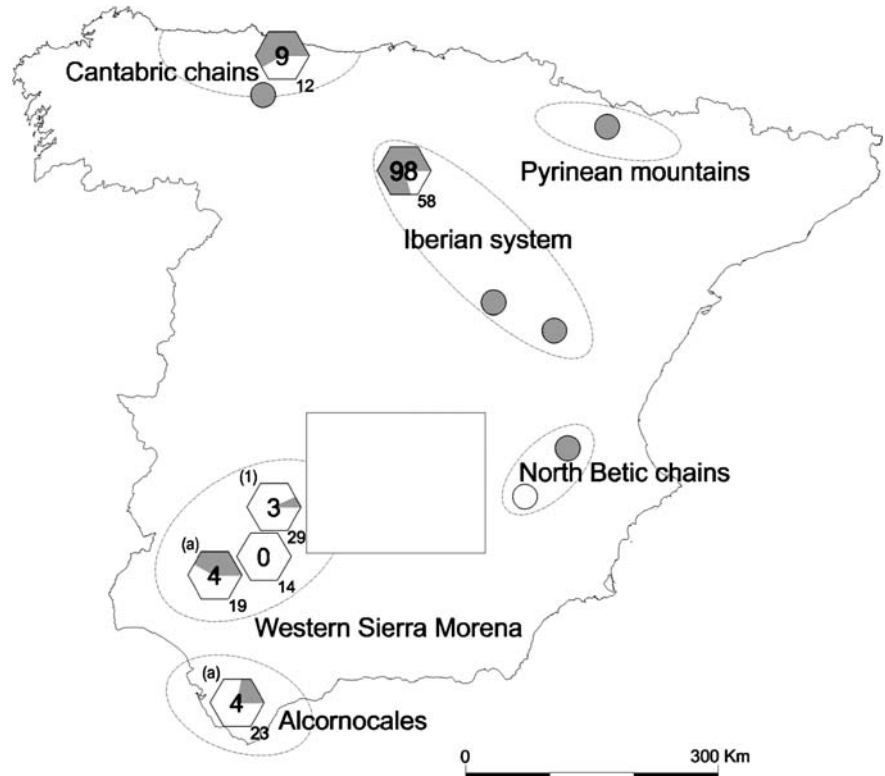 9
Cantabric chains
12
98
58
Pyrinean mountains
Iberian system
North Betic chains
(1)
3
29
(a)
0
4
14
19
Western Sierra Morena
(a)
4
23
Alcornocales
0
300 Km